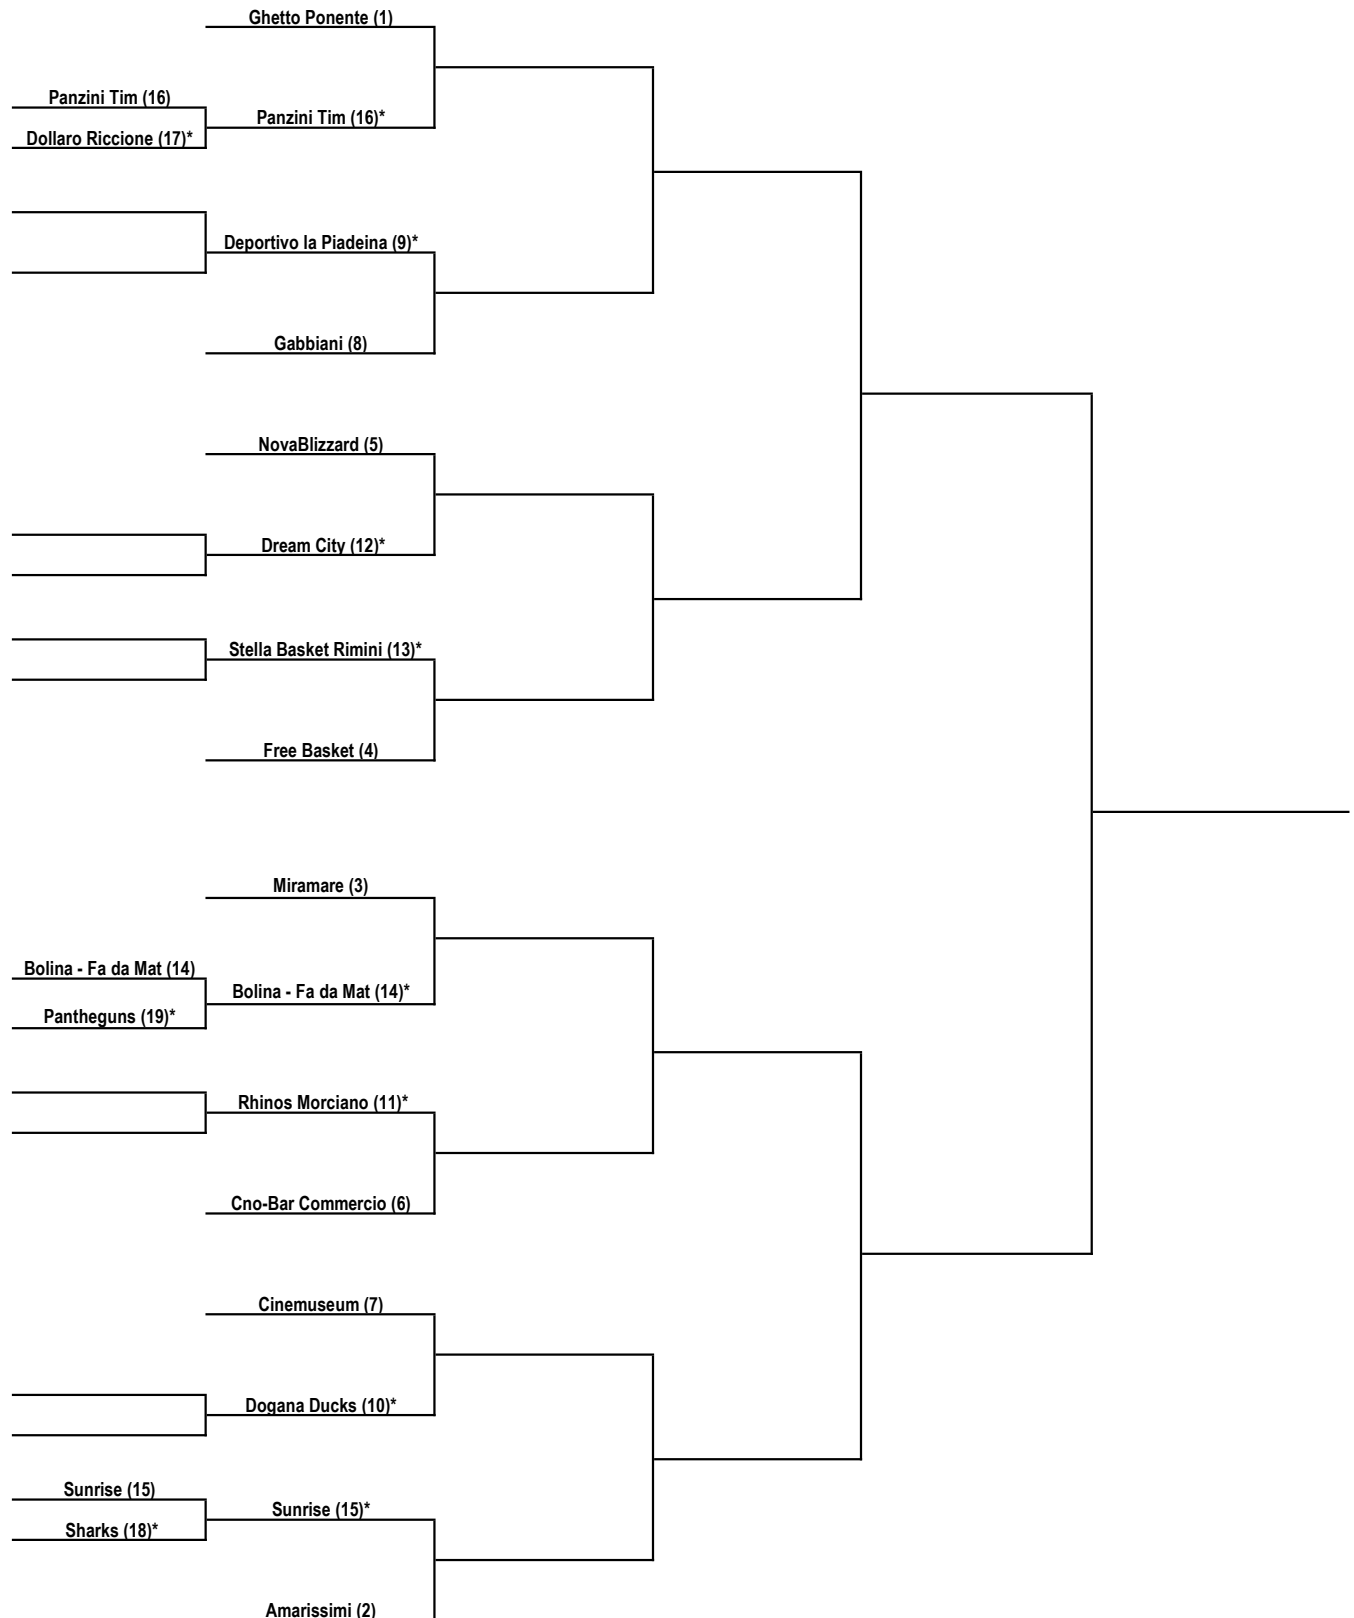 Ghetto Ponente (1)
Panzini Tim (16)
Panzini Tim (16)*
Dollaro Riccione (17)*
Deportivo la Piadeina (9)*
Gabbiani (8)
NovaBlizzard (5)
Dream City (12)*
Stella Basket Rimini (13)*
Free Basket (4)
Miramare (3)
Bolina - Fa da Mat (14)
Bolina - Fa da Mat (14)*
Pantheguns (19)*
Rhinos Morciano (11)*
Cno-Bar Commercio (6)
Cinemuseum (7)
Dogana Ducks (10)*
Sunrise (15)
Sunrise (15)*
Sharks (18)*
Amarissimi (2)